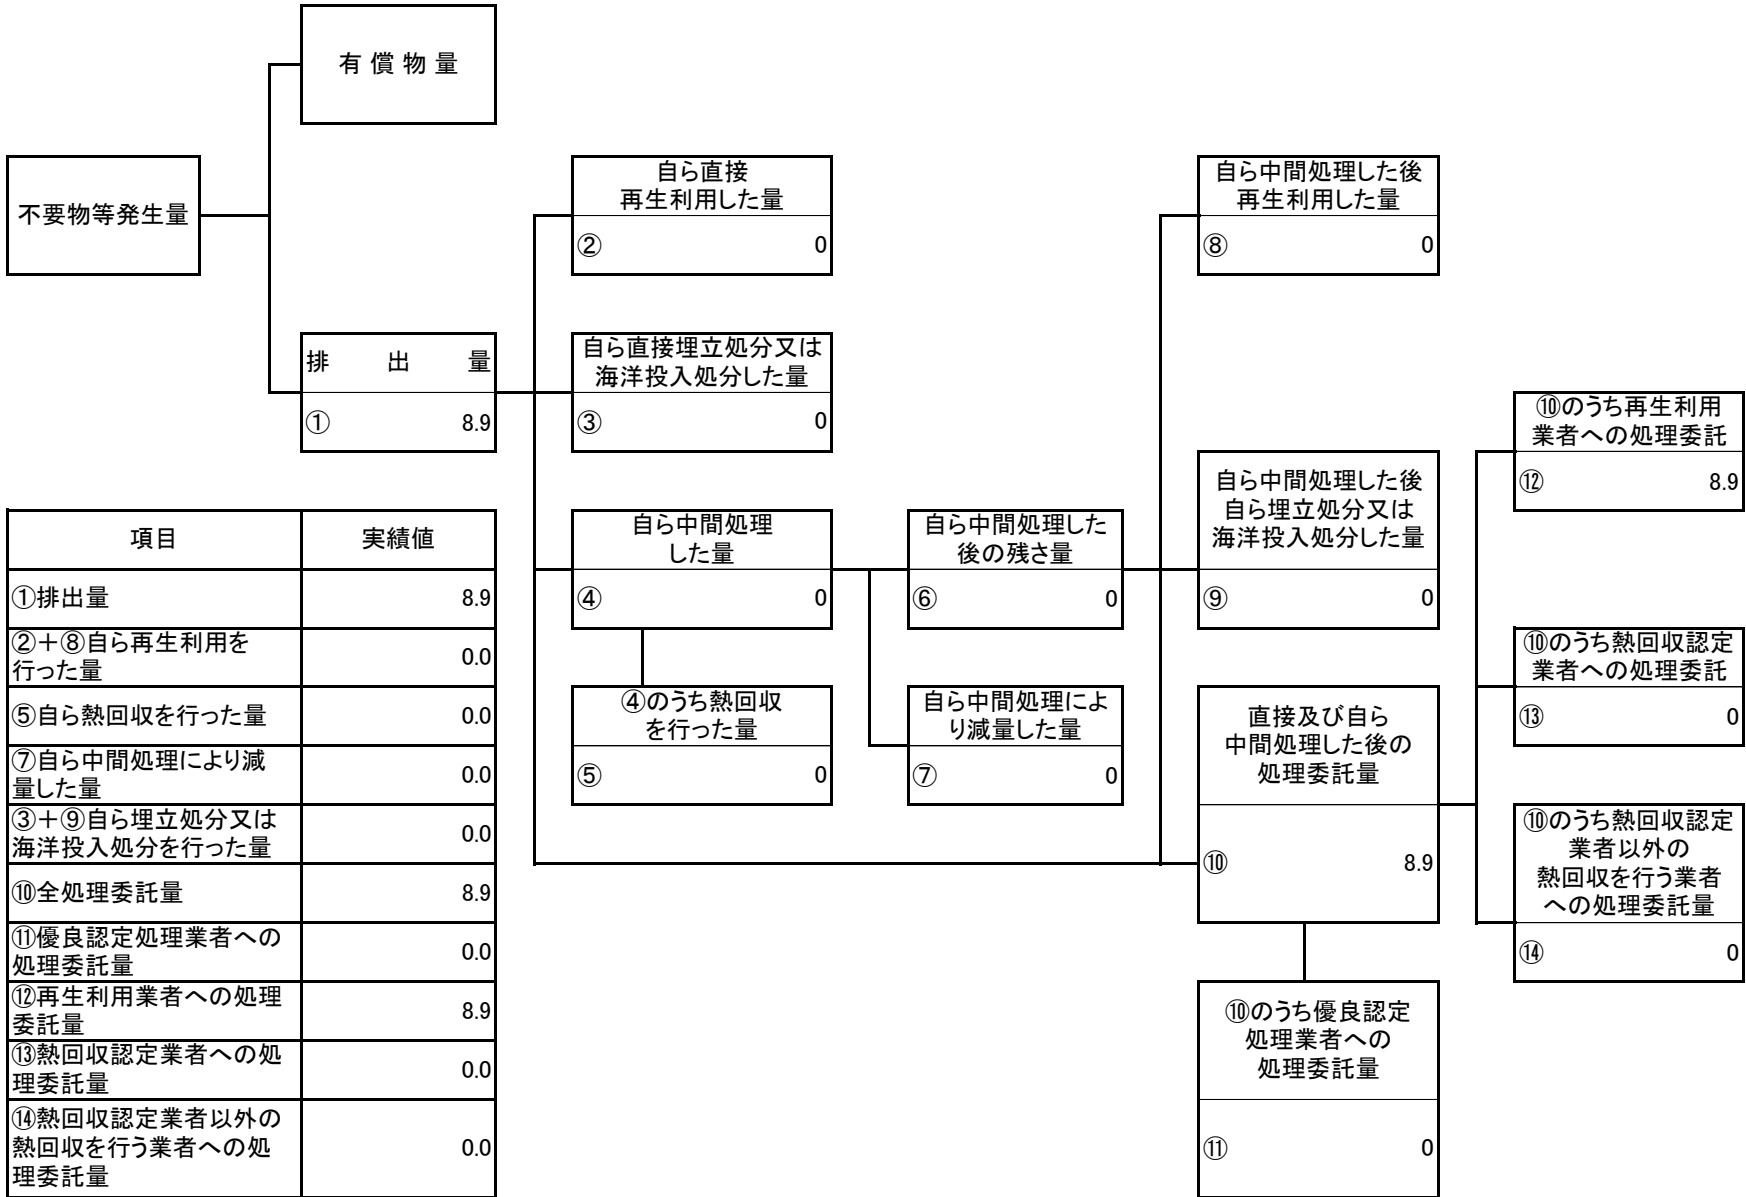 有 償 物 量
不要物等発生量
自ら直接
再生利用した量
② 0
自ら中間処理した後
再生利用した量
⑧ 0
排 出 量
① 8.9
自ら直接埋立処分又は
海洋投入処分した量
③ 0
⑩のうち再生利用
業者への処理委託
⑫ 8.9
自ら中間処理した後
自ら埋立処分又は
海洋投入処分した量
⑨ 0
自ら中間処理
した量
④ 0
自ら中間処理した
後の残さ量
⑥ 0
⑩のうち熱回収認定
業者への処理委託
⑬ 0
④のうち熱回収
を行った量
⑤ 0
自ら中間処理によ
り減量した量
⑦ 0
直接及び自ら
中間処理した後の
処理委託量
⑩ 8.9
⑩のうち熱回収認定
業者以外の
熱回収を行う業者
への処理委託量
⑭ 0
⑩のうち優良認定
処理業者への
処理委託量
⑪ 0
項目 実績値
①排出量 8.9
②＋⑧自ら再生利用を
行った量 0.0
⑤自ら熱回収を行った量 0.0
⑦自ら中間処理により減
量した量 0.0
③＋⑨自ら埋立処分又は
海洋投入処分を行った量 0.0
⑩全処理委託量 8.9
⑪優良認定処理業者への
処理委託量 0.0
⑫再生利用業者への処理
委託量 8.9
⑬熱回収認定業者への処
理委託量 0.0
⑭熱回収認定業者以外の
熱回収を行う業者への処
理委託量 0.0